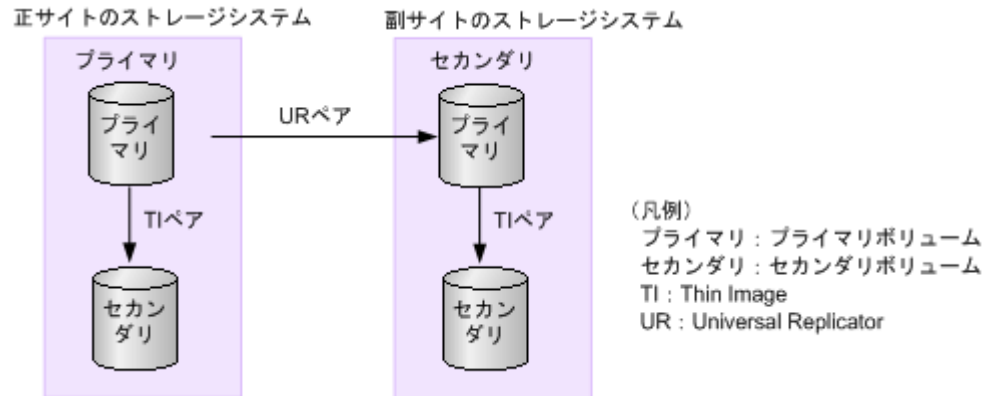 正サイトのストレージシステム
副サイトのストレージシステム
プライマリ
セカンダリ
プライ
マリ
URペア
プライ
マリ
TIペア
TIペア
セカン
ダリ
セカン
ダリ
（凡例）
プライマリ：プライマリボリューム
セカンダリ：セカンダリボリューム
TI：Thin Image
UR：Universal Replicator